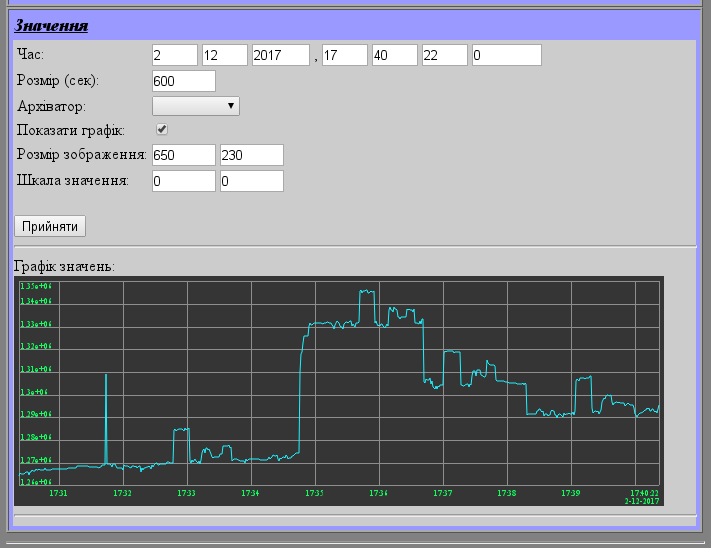 Значення
Час: 2 12 2017 , 17 40 22 0
Розмір (сек): 600
Архіватор:
Показати графік:
Розмір зображення: 650 230
Шкала значення: 0 0
Прийняти
Графік значень:
1.35e+06
1.34e+06
1.33e+06
1.32e+06
1.31e+06
1.3e+06
1.29e+06
1.28e+06
1.27e+06
1.26e+06
17:31 17:32 17:33 17:34 17:35 17:36 17:37 17:38 17:39 17:40:22
2-12-2017